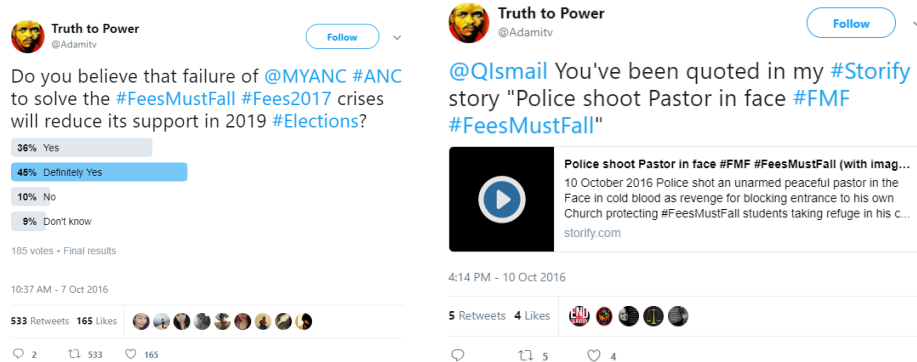 Truth to Power
@Adamitv
Follow
Do you believe that failure of @MYANC #ANC
to solve the #FeesMustFall #Fees2017 crises
will reduce its support in 2019 #Elections?
36% Yes
45% Definitely Yes
10% No
9% Don't know
185 votes • Final results
10:37 AM - 7 Oct 2016
533 Retweets 165 Likes
2 533 165
Truth to Power
@Adamitv
Follow
@QIsmail You've been quoted in my #Storify
story "Police shoot Pastor in face #FMF
#FeesMustFall"
Police shoot Pastor in face #FMF #FeesMustFall (with imag...
10 October 2016 Police shot an unarmed peaceful pastor in the
Face in cold blood as revenge for blocking entrance to his own
Church protecting #FeesMustFall students taking refuge in his c...
storify.com
4:14 PM - 10 Oct 2016
5 Retweets 4 Likes
5 4